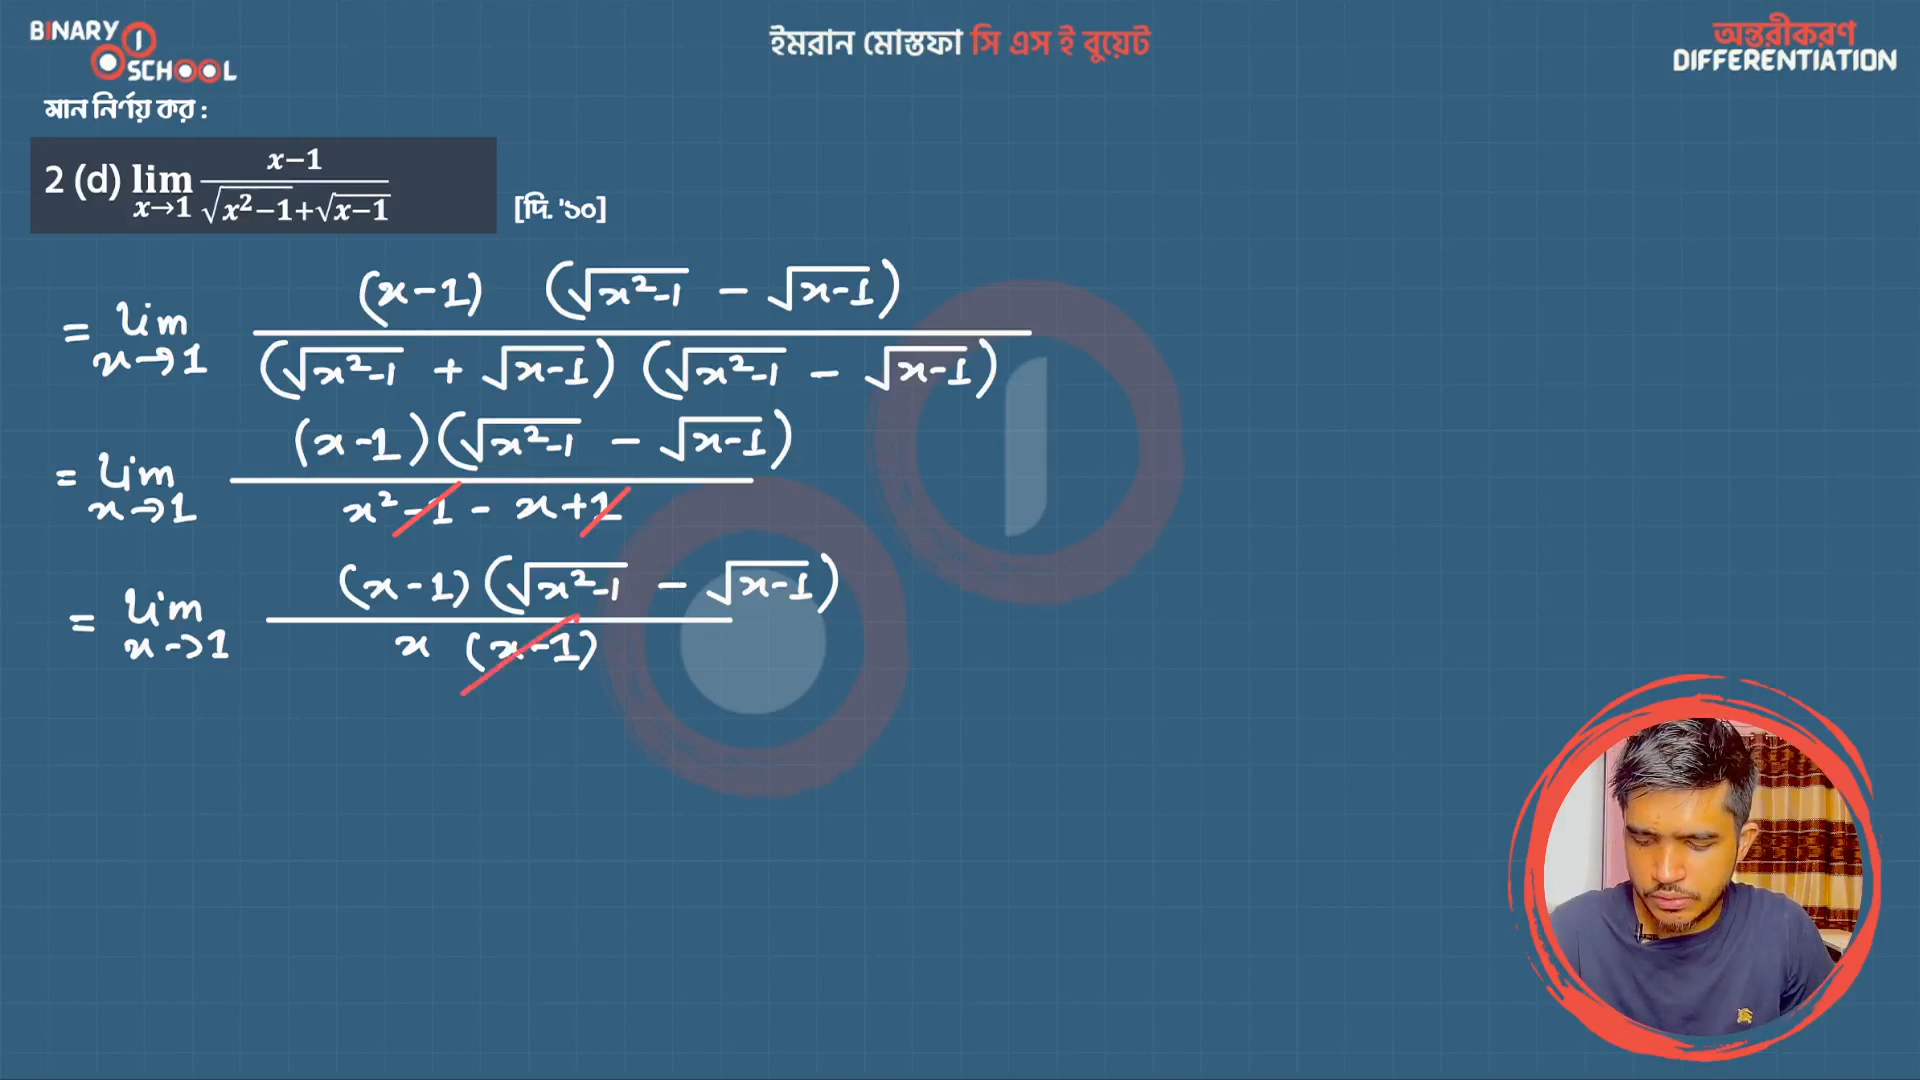 BINARY SCHOOL
ইমরান মোস্তফা সি এস ই বুয়েট
অন্তরীকরণ
DIFFERENTIATION
মান নির্ণয় কর :
2 (d) lim x→1 x−1 / √x²−1+√x−1 [দি. '১০]
= lim x→1 (x-1) (√x²-1 - √x-1) / (√x²-1 + √x-1) (√x²-1 - √x-1)
= lim x→1 (x-1)(√x²-1 - √x-1) / x²-1 - x+1
= lim x→1 (x-1)(√x²-1 - √x-1) / x (x-1)